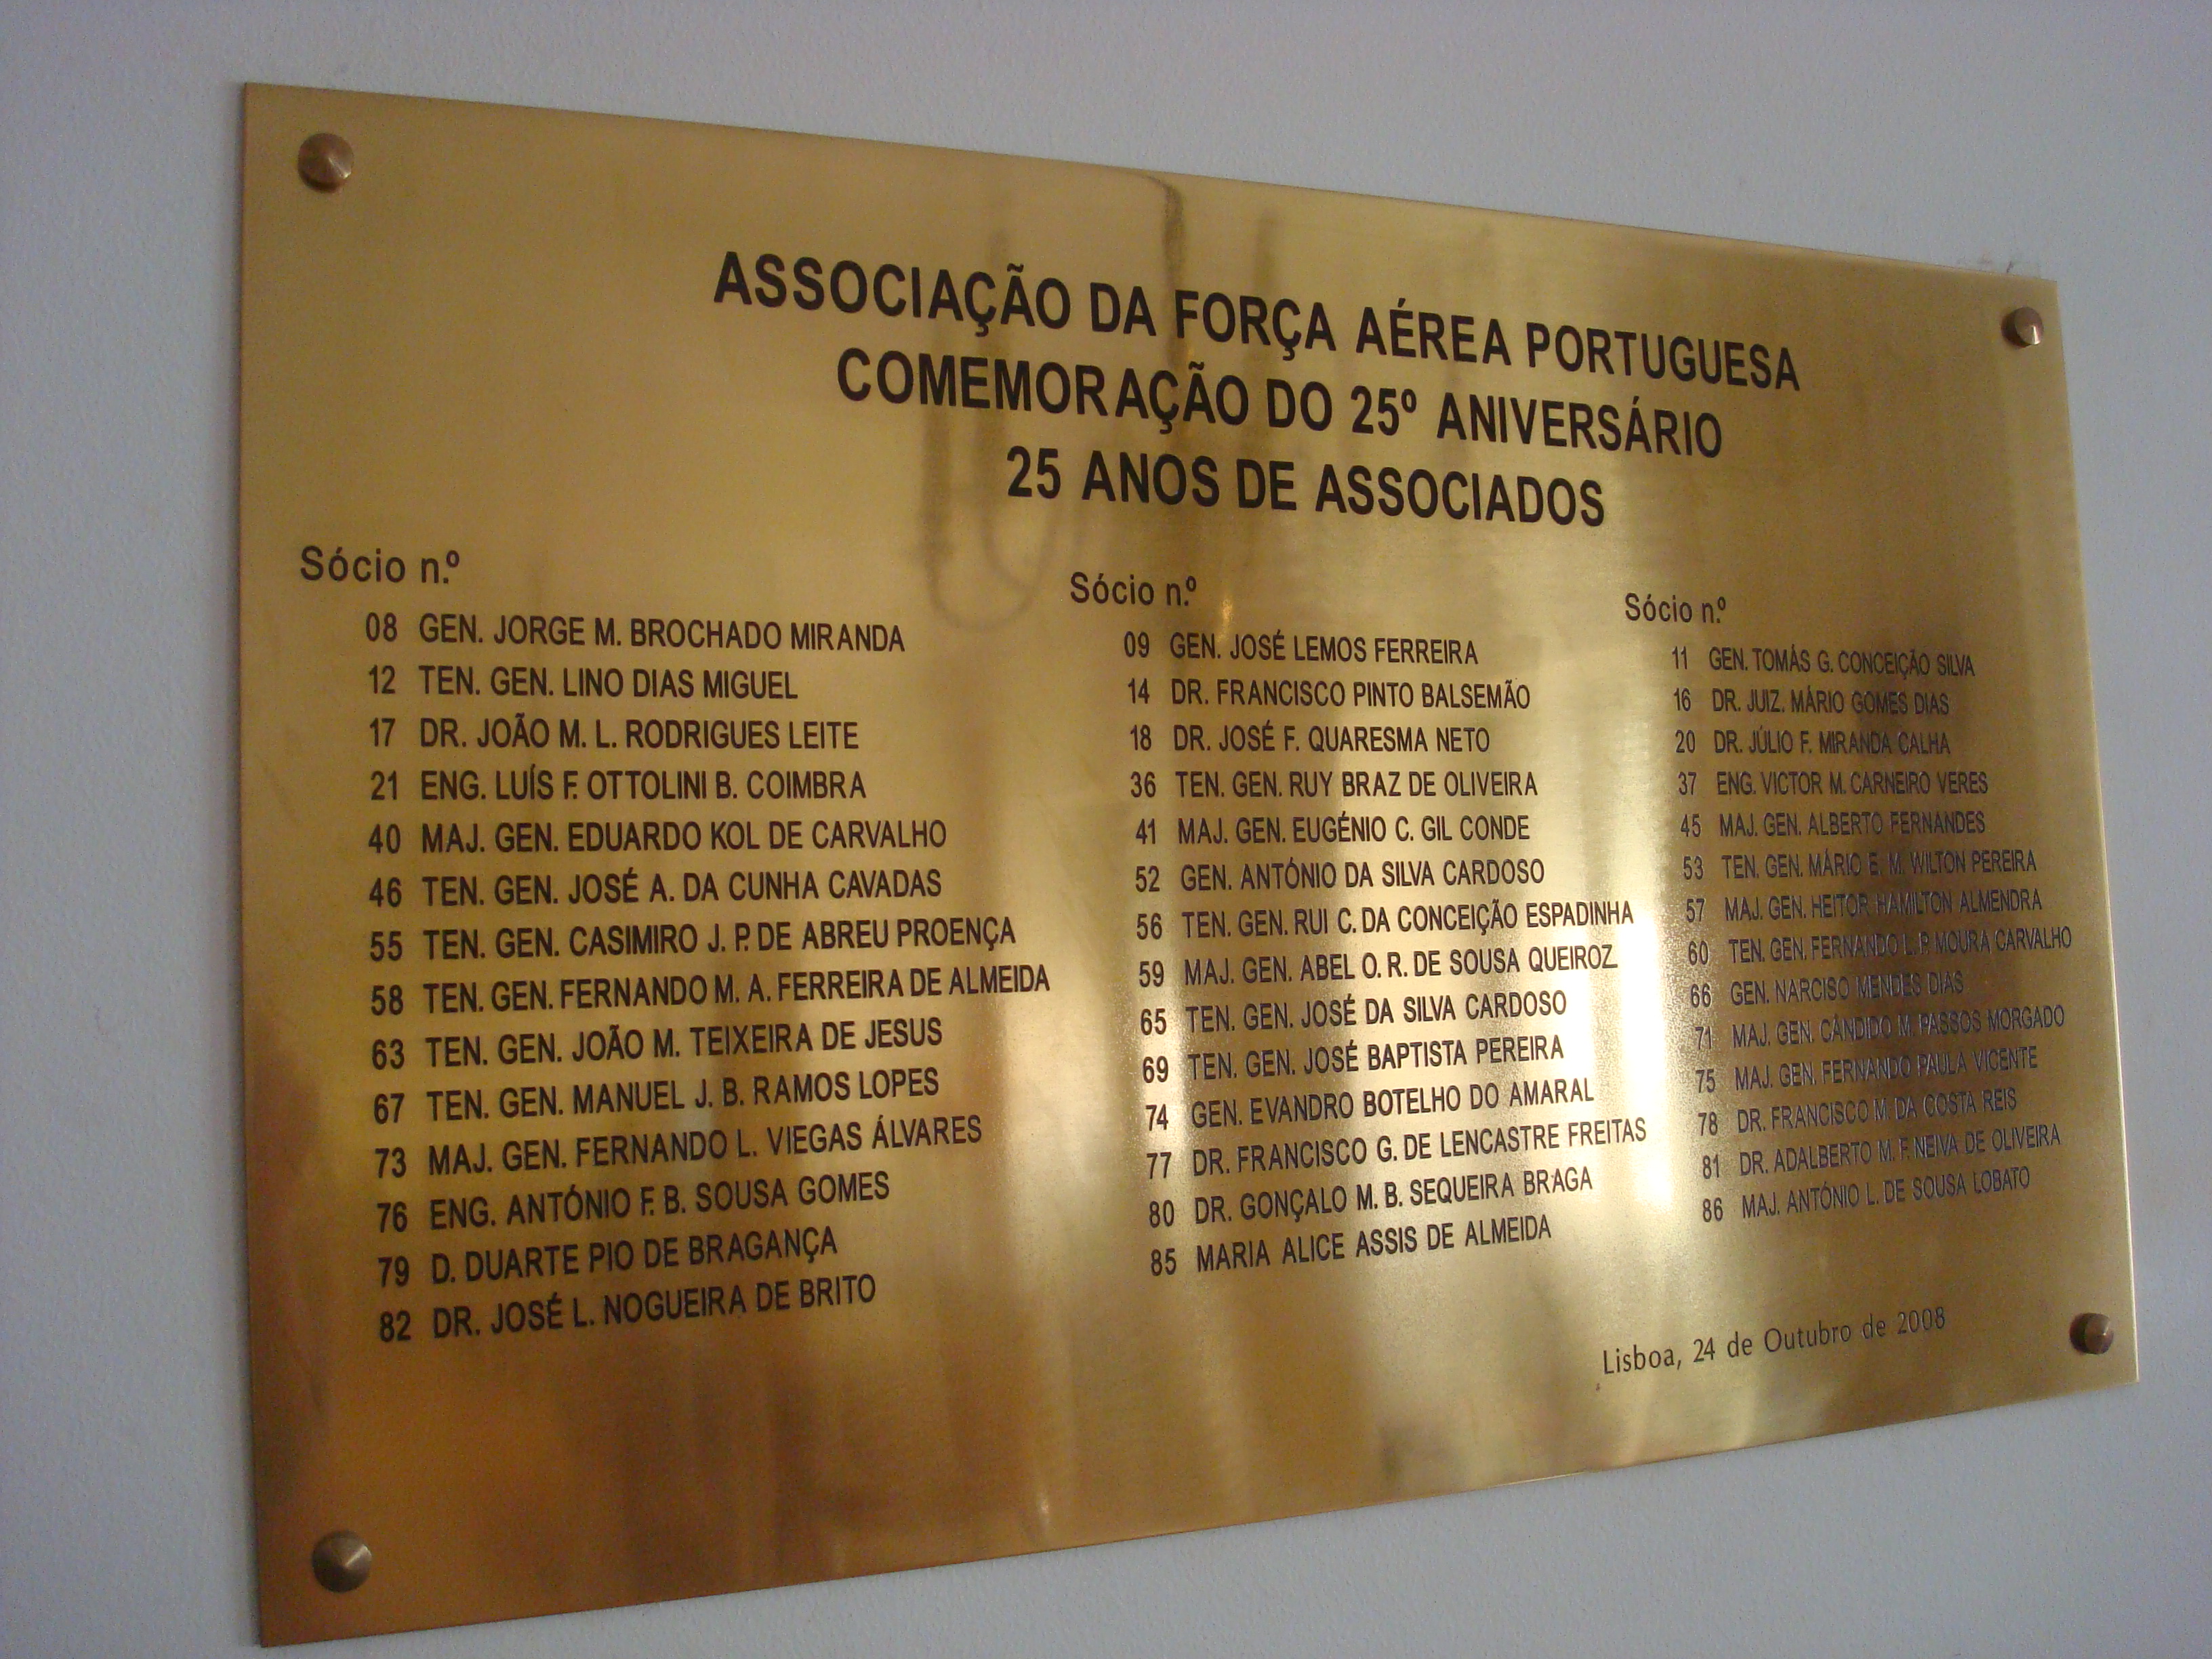 ASSOCIAÇÃO DA FORÇA AÉREA PORTUGUESA
COMEMORAÇÃO DO 25º ANIVERSÁRIO
25 ANOS DE ASSOCIADOS
Sócio n.º
08 GEN. JORGE M. BROCHADO MIRANDA
12 TEN. GEN. LINO DIAS MIGUEL
17 DR. JOÃO M. L. RODRIGUES LEITE
21 ENG. LUÍS F. OTTOLINI B. COIMBRA
40 MAJ. GEN. EDUARDO KOL DE CARVALHO
46 TEN. GEN. JOSÉ A. DA CUNHA CAVADAS
55 TEN. GEN. CASIMIRO J. P. DE ABREU PROENÇA
58 TEN. GEN. FERNANDO M. A. FERREIRA DE ALMEIDA
63 TEN. GEN. JOÃO M. TEIXEIRA DE JESUS
67 TEN. GEN. MANUEL J. B. RAMOS LOPES
73 MAJ. GEN. FERNANDO L. VIEGAS ÁLVARES
76 ENG. ANTÓNIO F. B. SOUSA GOMES
79 D. DUARTE PIO DE BRAGANÇA
82 DR. JOSÉ L. NOGUEIRA DE BRITO
Sócio n.º
09 GEN. JOSÉ LEMOS FERREIRA
14 DR. FRANCISCO PINTO BALSEMÃO
18 DR. JOSÉ F. QUARESMA NETO
36 TEN. GEN. RUY BRAZ DE OLIVEIRA
41 MAJ. GEN. EUGÉNIO C. GIL CONDE
52 GEN. ANTÓNIO DA SILVA CARDOSO
56 TEN. GEN. RUI C. DA CONCEIÇÃO ESPADINHA
59 MAJ. GEN. ABEL O. R. DE SOUSA QUEIROZ
65 TEN. GEN. JOSÉ DA SILVA CARDOSO
69 TEN. GEN. JOSÉ BAPTISTA PEREIRA
74 GEN. EVANDRO BOTELHO DO AMARAL
77 DR. FRANCISCO G. DE LENCASTRE FREITAS
80 DR. GONÇALO M. B. SEQUEIRA BRAGA
85 MARIA ALICE ASSIS DE ALMEIDA
Sócio n.º
11 GEN. TOMÁS G. CONCEIÇÃO SILVA
16 DR. JUIZ. MÁRIO GOMES DIAS
20 DR. JÚLIO F. MIRANDA CALHA
37 ENG. VICTOR M. CARNEIRO VERES
45 MAJ. GEN. ALBERTO FERNANDES
53 TEN. GEN. MÁRIO E. M. WILTON PEREIRA
57 MAJ. GEN. HEITOR HAMILTON ALMENDRA
60 TEN. GEN. FERNANDO L. P. MOURA CARVALHO
66 GEN. NARCISO MENDES DIAS
71 MAJ. GEN. CÂNDIDO M. PASSOS MORGADO
75 MAJ. GEN. FERNANDO PAULA VICENTE
78 DR. FRANCISCO M. DA COSTA REIS
81 DR. ADALBERTO M. F. NEIVA DE OLIVEIRA
86 MAJ. ANTÓNIO L. DE SOUSA LOBATO
Lisboa, 24 de Outubro de 2008